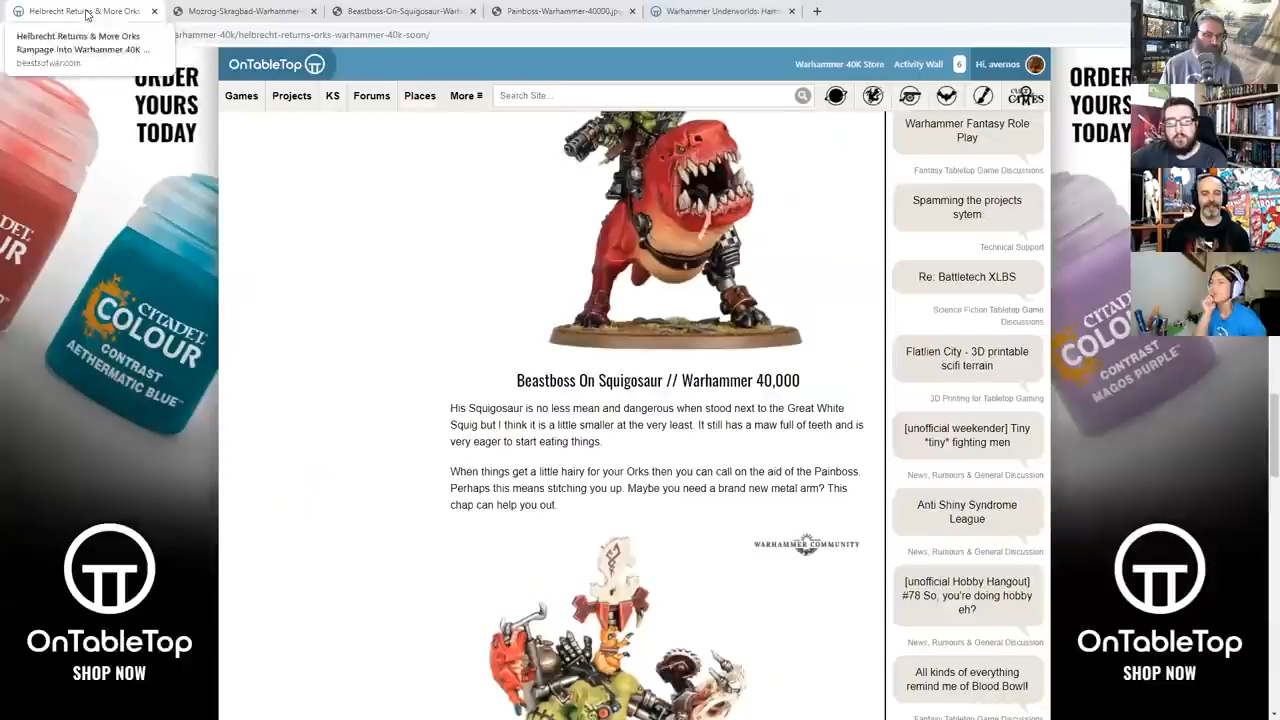 Helbrecht Returns & More Orks
Mozrog-Skragbad-Warhammer-
Beastboss-On-Squigosaur-Warh
Painboss-Warhammer-40000.jpg
Warhammer Underworlds: Harr
Helbrecht Returns & More Orks
Rampage Into Warhammer 40K ...
beastsofwar.com
hammer-40k/helbrecht-returns-orks-warhammer-40k-soon/
ORDER
YOURS
TODAY
OnTableTop
Warhammer 40K Store
Activity Wall
6
Hi, avernos
Games
Projects
KS
Forums
Places
More ≡
Search Site...
GAMES
ORDER
YOURS
TODAY
Beastboss On Squigosaur // Warhammer 40,000
His Squigosaur is no less mean and dangerous when stood next to the Great White
Squig but I think it is a little smaller at the very least. It still has a maw full of teeth and is
very eager to start eating things.
When things get a little hairy for your Orks then you can call on the aid of the Painboss.
Perhaps this means stitching you up. Maybe you need a brand new metal arm? This
chap can help you out.
WARHAMMER COMMUNITY
Warhammer Fantasy Role
Play
Fantasy Tabletop Game Discussions
Spamming the projects
sytem
Technical Support
Re: Battletech XLBS
Science Fiction Tabletop Game
Discussions
Flatlien City - 3D printable
scifi terrain
3D Printing for Tabletop Gaming
[unofficial weekender] Tiny
*tiny* fighting men
News, Rumours & General Discussion
Anti Shiny Syndrome
League
News, Rumours & General Discussion
[unofficial Hobby Hangout]
#78 So, you're doing hobby
eh?
News, Rumours & General Discussion
All kinds of everything
remind me of Blood Bowl!
Fantasy Tabletop Game Discussions
CITADEL
COLOUR
CONTRAST
AETHERMATIC BLUE
CITADEL
COLOUR
CONTRAST
MAGOS PURPLE
OnTableTop
SHOP NOW
OnTableTop
SHOP NOW